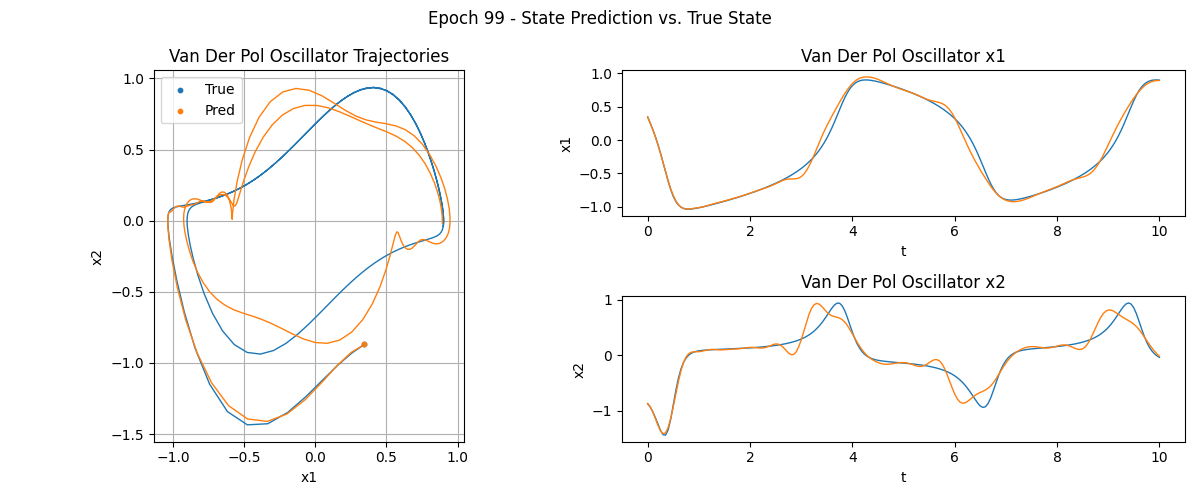 Epoch 99 - State Prediction vs. True State
Van Der Pol Oscillator Trajectories
True
Pred
1.0
0.5
0.0
−0.5
−1.0
−1.5
x2
−1.0 −0.5 0.0 0.5 1.0
x1
Van Der Pol Oscillator x1
1.0
0.5
0.0
−0.5
−1.0
x1
0 2 4 6 8 10
t
Van Der Pol Oscillator x2
1
0
−1
x2
0 2 4 6 8 10
t